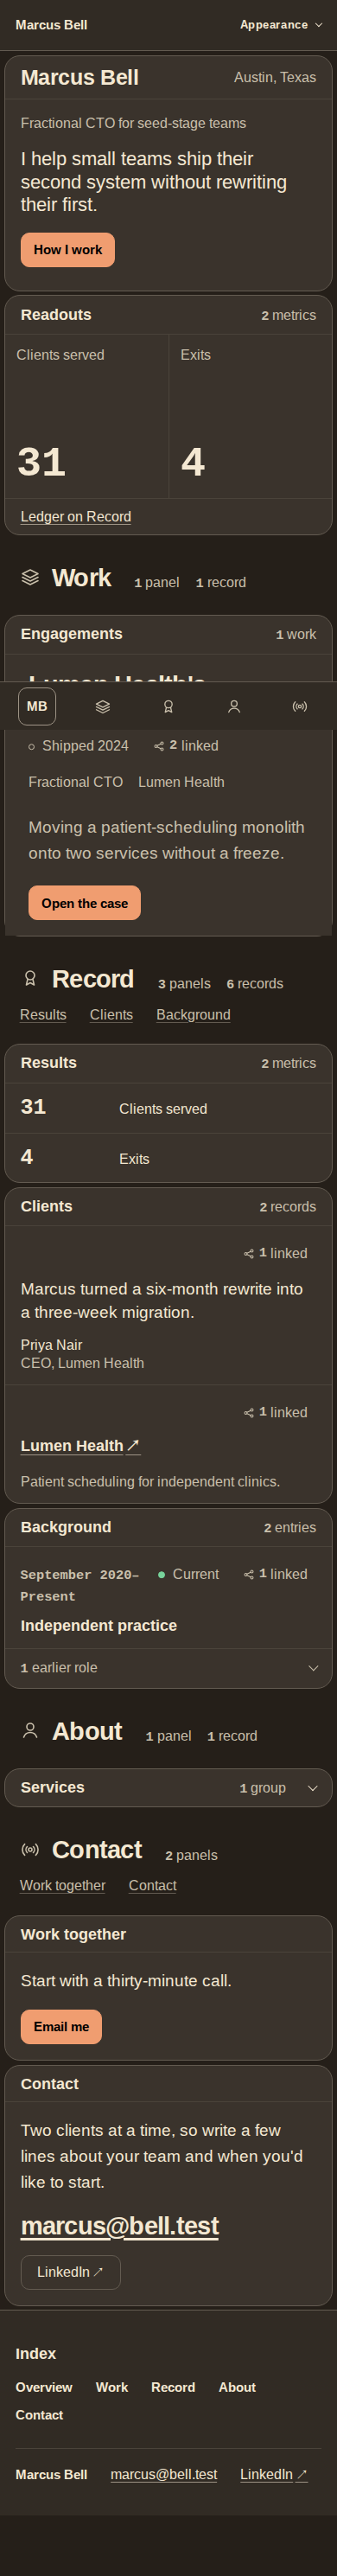 Marcus Bell
Appearance
Marcus Bell
Austin, Texas
Fractional CTO for seed-stage teams
I help small teams ship their
second system without rewriting
their first.
How I work
Readouts
2 metrics
Clients served
Exits
31
4
Ledger on Record
Work
1 panel
1 record
Engagements
1 work
Lumen Health's
MB
Shipped 2024
2 linked
Fractional CTO
Lumen Health
Moving a patient-scheduling monolith
onto two services without a freeze.
Open the case
Record
3 panels
6 records
Results
Clients
Background
Results
2 metrics
31
Clients served
4
Exits
Clients
2 records
1 linked
Marcus turned a six-month rewrite into
a three-week migration.
Priya Nair
CEO, Lumen Health
1 linked
Lumen Health ↗
Patient scheduling for independent clinics.
Background
2 entries
September 2020–
Present
Current
1 linked
Independent practice
1 earlier role
About
1 panel
1 record
Services
1 group
Contact
2 panels
Work together
Contact
Work together
Start with a thirty-minute call.
Email me
Contact
Two clients at a time, so write a few
lines about your team and when you'd
like to start.
marcus@bell.test
LinkedIn ↗
Index
Overview
Work
Record
About
Contact
Marcus Bell
marcus@bell.test
LinkedIn ↗